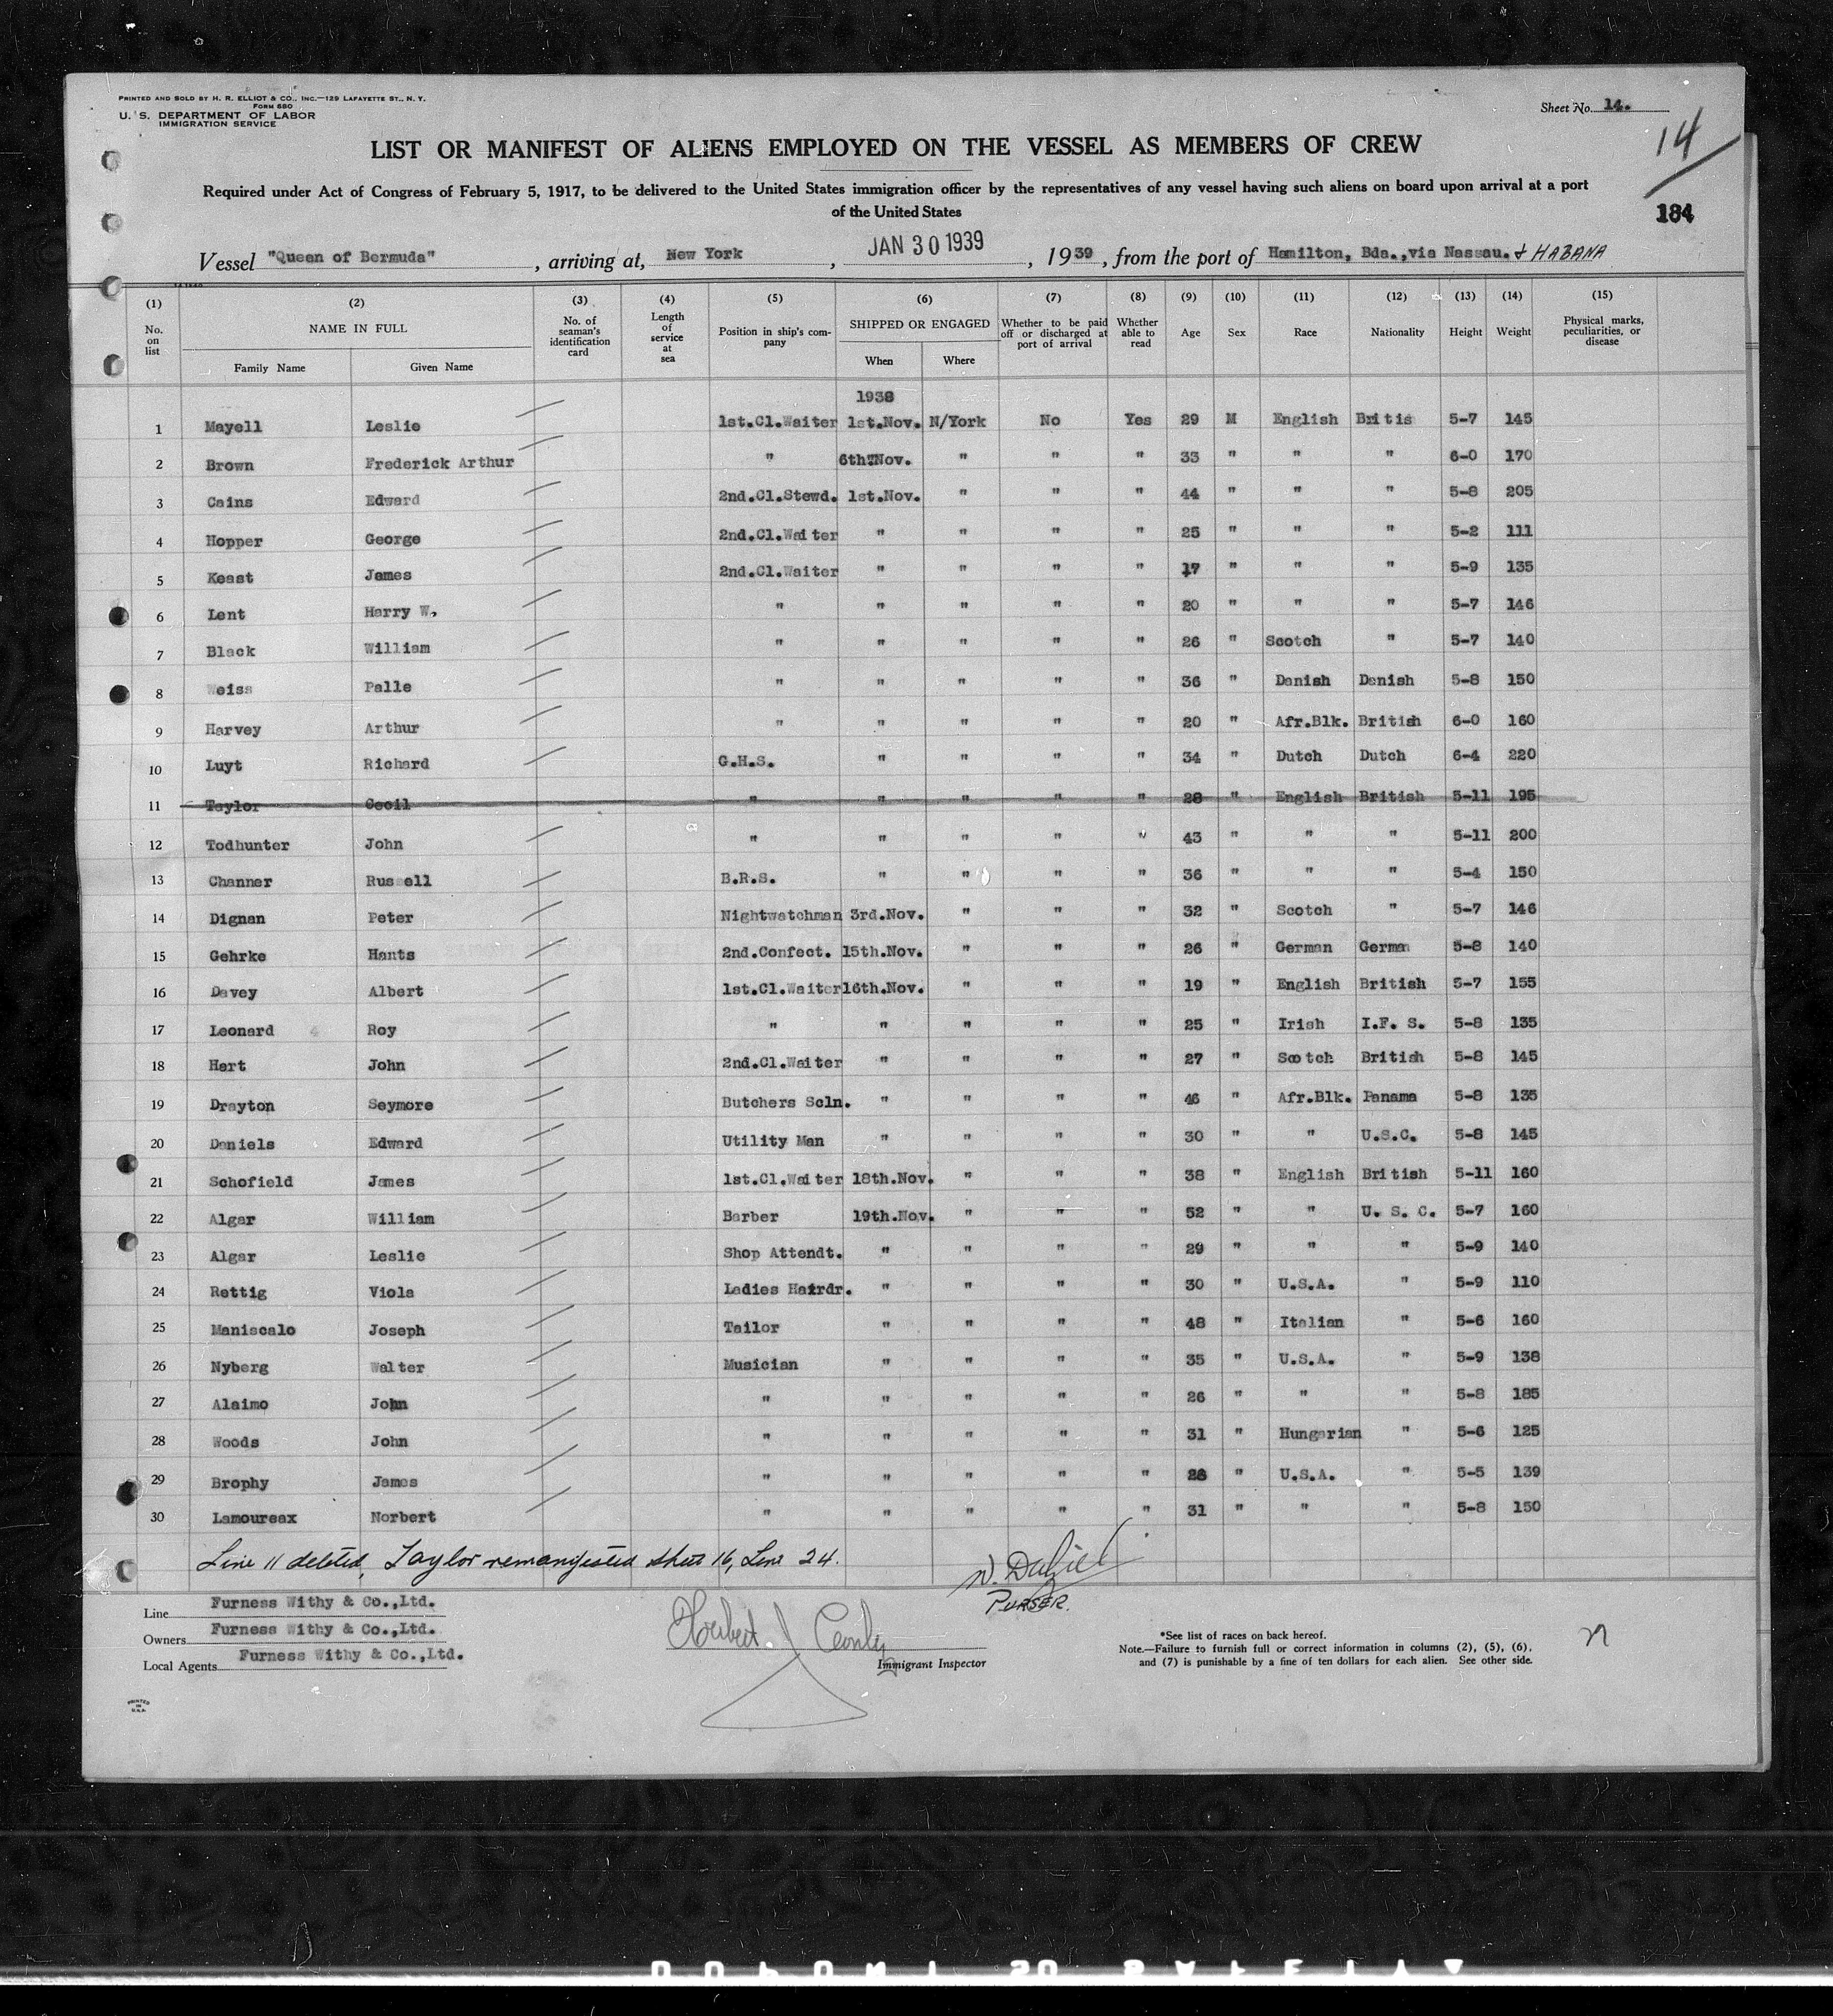 PRINTED AND SOLD BY H. R. ELLIOT & CO., INC.—129 LAFAYETTE ST., N. Y.
FORM 680
U. S. DEPARTMENT OF LABOR
IMMIGRATION SERVICE
Sheet No. 14.
14
LIST OR MANIFEST OF ALIENS EMPLOYED ON THE VESSEL AS MEMBERS OF CREW
Required under Act of Congress of February 5, 1917, to be delivered to the United States immigration officer by the representatives of any vessel having such aliens on board upon arrival at a port
of the United States
184
Vessel "Queen of Bermuda", arriving at, New York, JAN 30 1939, 1939, from the port of Hamilton, Bda.,via Nassau. & HABANA
(1) (2) (3) (4) (5) (6) (7) (8) (9) (10) (11) (12) (13) (14) (15)
No. on list NAME IN FULL Family Name Given Name No. of seaman's identification card Length of service at sea Position in ship's company SHIPPED OR ENGAGED When Where Whether to be paid off or discharged at port of arrival Whether able to read Age Sex Race Nationality Height Weight Physical marks, peculiarities, or disease
1938
1 Mayell Leslie 1st.Cl.Waiter 1st.Nov. N/York No Yes 29 M English Britis 5-7 145
2 Brown Frederick Arthur " 6th.Nov. " " " 33 " " " 6-0 170
3 Cains Edward 2nd.Cl.Stewd. 1st.Nov. " " " 44 " " " 5-8 205
4 Hopper George 2nd.Cl.Waiter " " " " 25 " " " 5-2 111
5 Keast James 2nd.Cl.Waiter " " " " 17 " " " 5-9 135
6 Lent Harry W. " " " " " 20 " " " 5-7 146
7 Black William " " " " " 26 " Scotch " 5-7 140
8 Weiss Palle " " " " " 36 " Danish Danish 5-8 150
9 Harvey Arthur " " " " " 20 " Afr.Blk. British 6-0 160
10 Luyt Richard G.H.S. " " " " 34 " Dutch Dutch 6-4 220
11 Taylor Cecil " " " " " 28 " English British 5-11 195
12 Todhunter John " " " " " 43 " " " 5-11 200
13 Channer Russell B.R.S. " " " " 36 " " " 5-4 150
14 Dignan Peter Nightwatchman 3rd.Nov. " " " 32 " Scotch " 5-7 146
15 Gehrke Hants 2nd.Confect. 15th.Nov. " " " 26 " German German 5-8 140
16 Davey Albert 1st.Cl.Waiter 16th.Nov. " " " 19 " English British 5-7 155
17 Leonard Roy " " " " " 25 " Irish I.F. S. 5-8 135
18 Hart John 2nd.Cl.Waiter " " " " 27 " Scotch British 5-8 145
19 Drayton Seymore Butchers Scln. " " " " 46 " Afr.Blk. Panama 5-8 135
20 Daniels Edward Utility Man " " " " 30 " " U.S.C. 5-8 145
21 Schofield James 1st.Cl.Waiter 18th.Nov. " " " 38 " English British 5-11 160
22 Algar William Barber 19th.Nov. " " " 52 " " U. S. C. 5-7 160
23 Algar Leslie Shop Attendt. " " " " 29 " " " 5-9 140
24 Rettig Viola Ladies Hairdr. " " " " 30 " U.S.A. " 5-9 110
25 Maniscalo Joseph Tailor " " " " 48 " Italian " 5-6 160
26 Nyberg Walter Musician " " " " 35 " U.S.A. " 5-9 138
27 Alaimo John " " " " " 26 " " " 5-8 185
28 Woods John " " " " " 31 " Hungarian " 5-6 125
29 Brophy James " " " " " 28 " U.S.A. " 5-5 139
30 Lamoureax Norbert " " " " " 31 " " " 5-8 150
Line 11 deleted, Taylor remanifested sheet 16, Line 24.
PURSER.
Line Furness Withy & Co.,Ltd.
Owners Furness Withy & Co.,Ltd.
Local Agents Furness Withy & Co.,Ltd.
Herbert J
Immigrant Inspector
*See list of races on back hereof.
Note.—Failure to furnish full or correct information in columns (2), (5), (6),
and (7) is punishable by a fine of ten dollars for each alien. See other side.
n
PRINTED
IN
U.S.A.